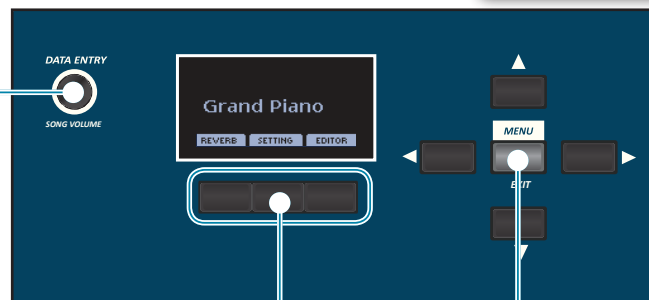 DATA ENTRY
SONG VOLUME
Grand Piano
REVERB SETTING EDITOR
MENU
EXIT